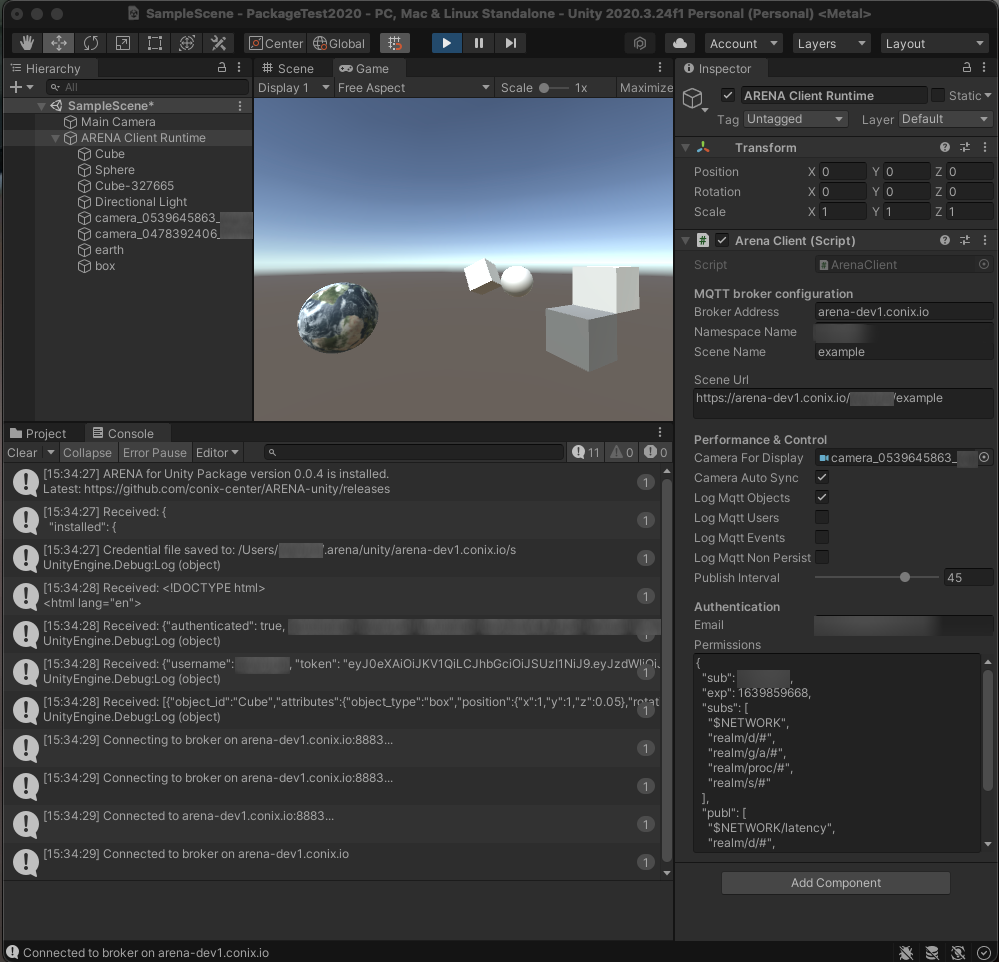 SampleScene - PackageTest2020 - PC, Mac & Linux Standalone - Unity 2020.3.24f1 Personal (Personal) <Metal>
Center
Global
Account
Layers
Layout
Hierarchy
All
SampleScene*
Main Camera
ARENA Client Runtime
Cube
Sphere
Cube-327665
Directional Light
camera_0539645863_
camera_0478392406_
earth
box
Scene
Game
Display 1
Free Aspect
Scale
1x
Maximize
Inspector
ARENA Client Runtime
Static
Tag
Untagged
Layer
Default
Transform
Position X 0 Y 0 Z 0
Rotation X 0 Y 0 Z 0
Scale X 1 Y 1 Z 1
Arena Client (Script)
Script
ArenaClient
MQTT broker configuration
Broker Address
arena-dev1.conix.io
Namespace Name
Scene Name
example
Scene Url
https://arena-dev1.conix.io/ /example
Performance & Control
Camera For Display
camera_0539645863_
Camera Auto Sync
Log Mqtt Objects
Log Mqtt Users
Log Mqtt Events
Log Mqtt Non Persist
Publish Interval
45
Authentication
Email
Permissions
{
"sub": ,
"exp": 1639859668,
"subs": [
"$NETWORK",
"realm/d/#",
"realm/g/a/#",
"realm/proc/#",
"realm/s/#"
],
"publ": [
"$NETWORK/latency",
"realm/d/#",
Add Component
Project
Console
Clear
Collapse
Error Pause
Editor
11
0
0
[15:34:27] ARENA for Unity Package version 0.0.4 is installed.
Latest: https://github.com/conix-center/ARENA-unity/releases
1
[15:34:27] Received: {
"installed": {
1
[15:34:27] Credential file saved to: /Users/ .arena/unity/arena-dev1.conix.io/s
UnityEngine.Debug:Log (object)
1
[15:34:28] Received: <!DOCTYPE html>
<html lang="en">
1
[15:34:28] Received: {"authenticated": true,
UnityEngine.Debug:Log (object)
1
[15:34:28] Received: {"username": , "token": "eyJ0eXAiOiJKV1QiLCJhbGciOiJSUzI1NiJ9.eyJzdWIiOiJ
UnityEngine.Debug:Log (object)
1
[15:34:28] Received: [{"object_id":"Cube","attributes":{"object_type":"box","position":{"x":1,"y":1,"z":0.05},"rotat
UnityEngine.Debug:Log (object)
1
[15:34:29] Connecting to broker on arena-dev1.conix.io:8883...
1
[15:34:29] Connecting to broker on arena-dev1.conix.io:8883...
1
[15:34:29] Connected to arena-dev1.conix.io:8883...
1
[15:34:29] Connected to broker on arena-dev1.conix.io
1
Connected to broker on arena-dev1.conix.io